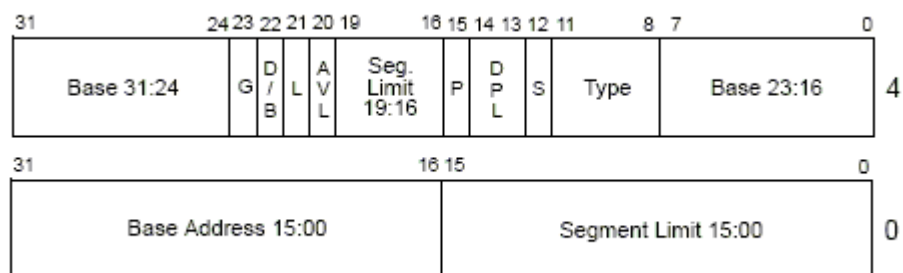 31 24 23 22 21 20 19 16 15 14 13 12 11 8 7 0
Base 31:24 G D/B L AVL Seg. Limit 19:16 P DPL S Type Base 23:16 4
31 16 15 0
Base Address 15:00 Segment Limit 15:00 0